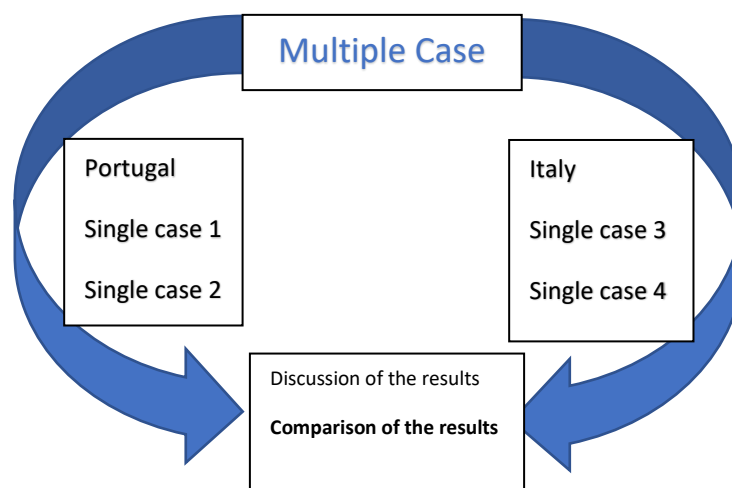 Multiple Case
Portugal
Single case 1
Single case 2
Italy
Single case 3
Single case 4
Discussion of the results
Comparison of the results